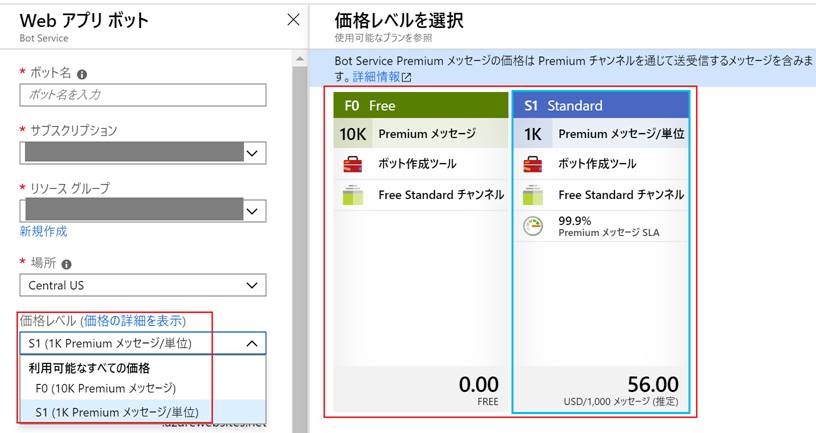 Web アプリ ボット
Bot Service
* ボット名
ボット名を入力
* サブスクリプション
* リソース グループ
新規作成
* 場所
Central US
価格レベル (価格の詳細を表示)
S1 (1K Premium メッセージ/単位)
利用可能なすべての価格
F0 (10K Premium メッセージ)
S1 (1K Premium メッセージ/単位)
.azurewebsites.net
価格レベルを選択
使用可能なプランを参照
Bot Service Premium メッセージの価格は Premium チャンネルを通じて送受信するメッセージを含みま
す。詳細情報
F0 Free
10K Premium メッセージ
ボット作成ツール
Free Standard チャンネル
0.00
FREE
S1 Standard
1K Premium メッセージ/単位
ボット作成ツール
Free Standard チャンネル
99.9%
Premium メッセージ SLA
56.00
USD/1,000 メッセージ (推定)